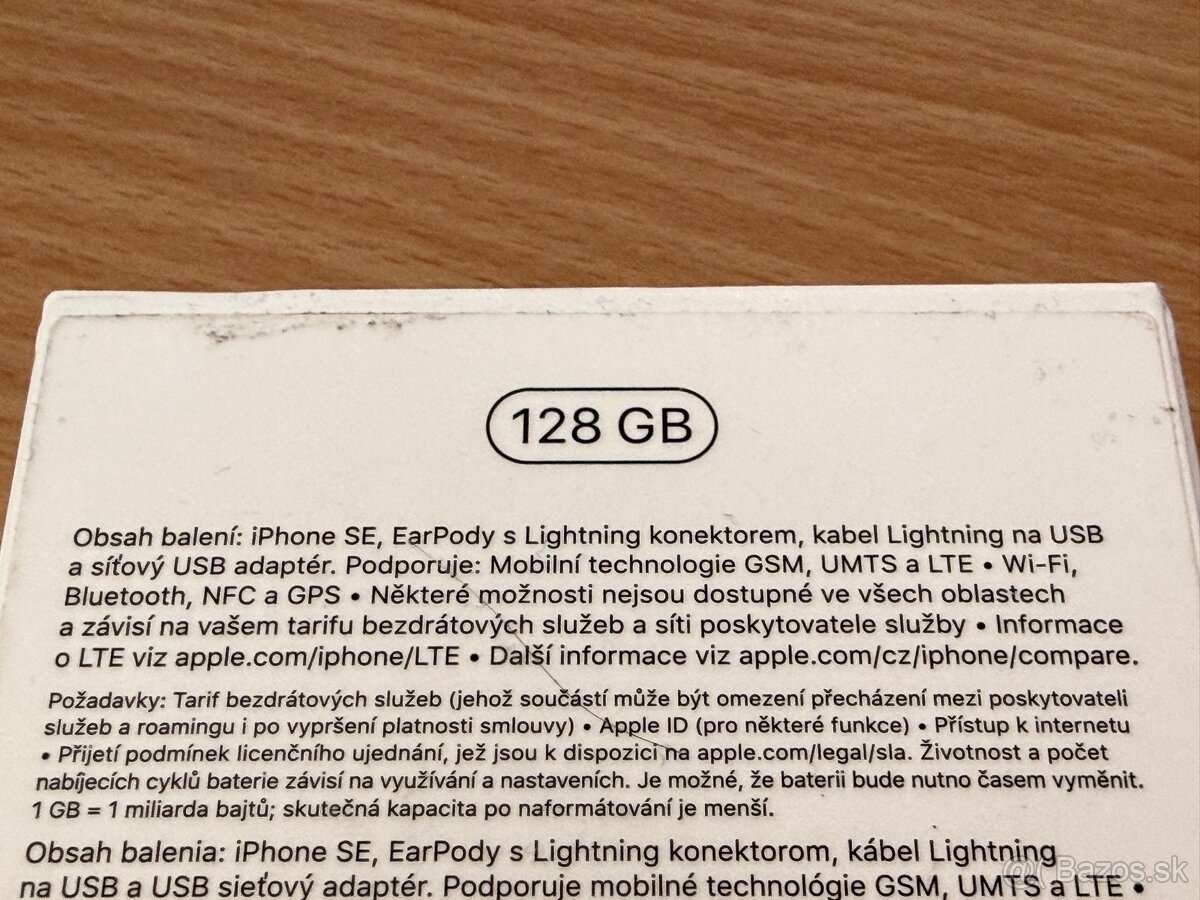 128 GB
Obsah balení: iPhone SE, EarPody s Lightning konektorem, kabel Lightning na USB
a síťový USB adaptér. Podporuje: Mobilní technologie GSM, UMTS a LTE • Wi-Fi,
Bluetooth, NFC a GPS • Některé možnosti nejsou dostupné ve všech oblastech
a závisí na vašem tarifu bezdrátových služeb a síti poskytovatele služby • Informace
o LTE viz apple.com/iphone/LTE • Další informace viz apple.com/cz/iphone/compare.
Požadavky: Tarif bezdrátových služeb (jehož součástí může být omezení přecházení mezi poskytovateli
služeb a roamingu i po vypršení platnosti smlouvy) • Apple ID (pro některé funkce) • Přístup k internetu
• Přijetí podmínek licenčního ujednání, jež jsou k dispozici na apple.com/legal/sla. Životnost a počet
nabíjecích cyklů baterie závisí na využívání a nastaveních. Je možné, že baterii bude nutno časem vyměnit.
1 GB = 1 miliarda bajtů; skutečná kapacita po naformátování je menší.
Obsah balenia: iPhone SE, EarPody s Lightning konektorom, kábel Lightning
na USB a USB sieťový adaptér. Podporuje mobilné technológie GSM, UMTS a LTE •
Bazos.sk